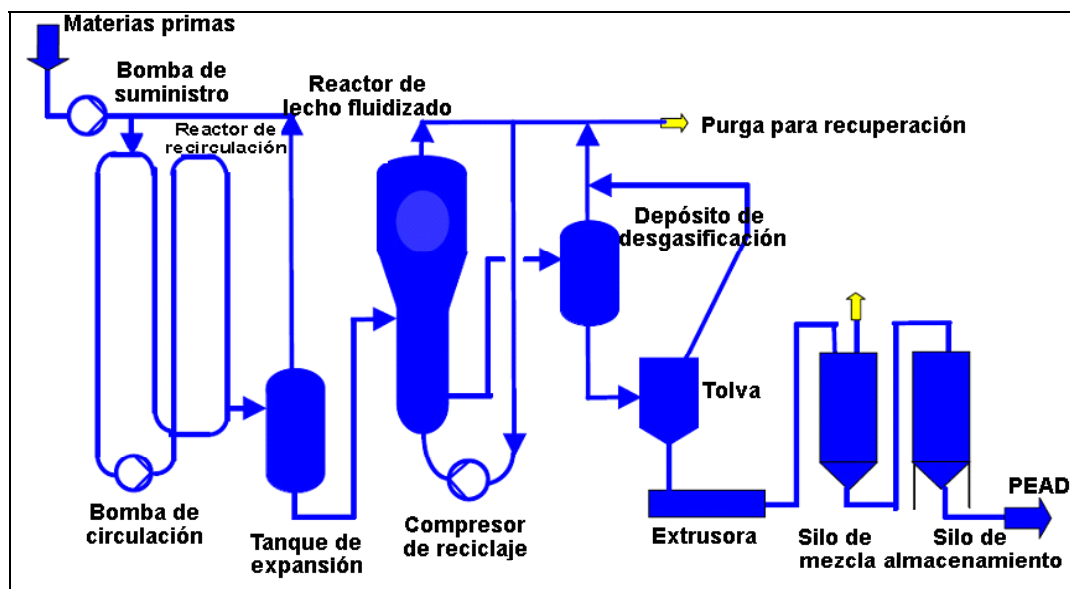 Materias primas
Bomba de
suministro
Reactor de
recirculación
Reactor de
lecho fluidizado
Purga para recuperación
Depósito de
desgasificación
Tolva
PEAD
Bomba de
circulación
Tanque de
expansión
Compresor
de reciclaje
Extrusora
Silo de
mezcla
Silo de
almacenamiento